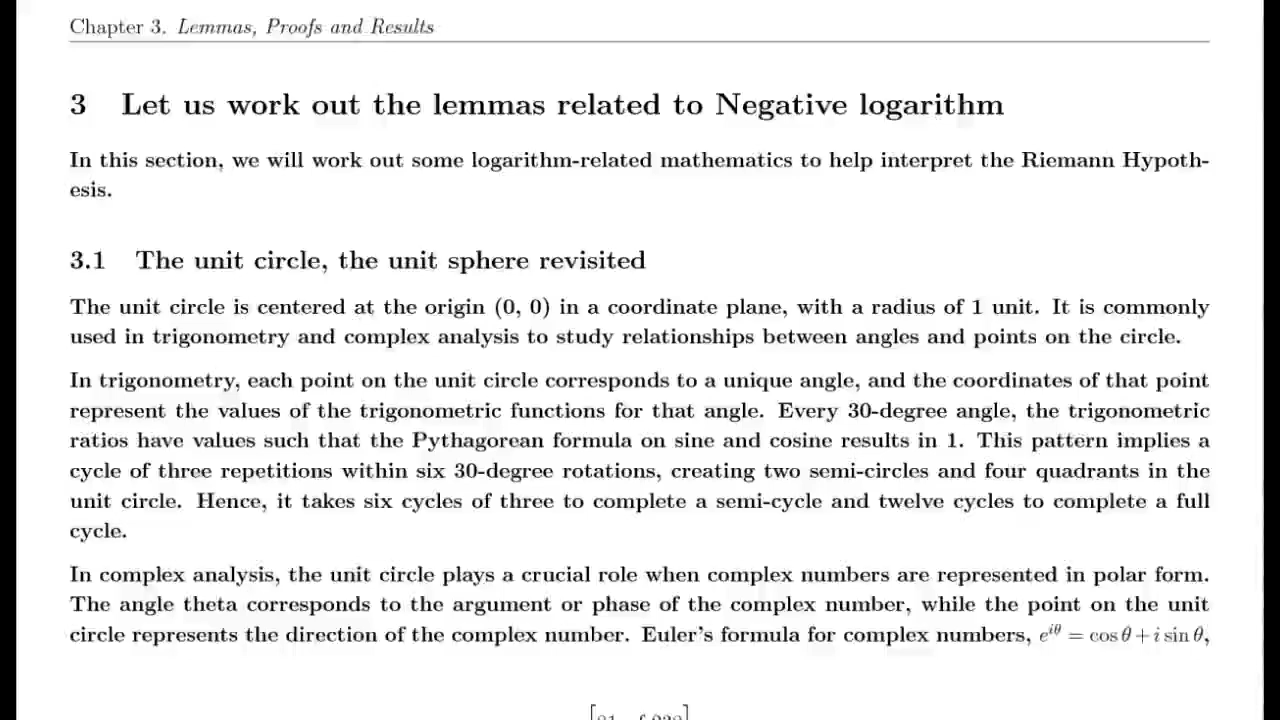 Chapter 3. Lemmas, Proofs and Results
3 Let us work out the lemmas related to Negative logarithm
In this section, we will work out some logarithm-related mathematics to help interpret the Riemann Hypoth-
esis.
3.1 The unit circle, the unit sphere revisited
The unit circle is centered at the origin (0, 0) in a coordinate plane, with a radius of 1 unit. It is commonly
used in trigonometry and complex analysis to study relationships between angles and points on the circle.
In trigonometry, each point on the unit circle corresponds to a unique angle, and the coordinates of that point
represent the values of the trigonometric functions for that angle. Every 30-degree angle, the trigonometric
ratios have values such that the Pythagorean formula on sine and cosine results in 1. This pattern implies a
cycle of three repetitions within six 30-degree rotations, creating two semi-circles and four quadrants in the
unit circle. Hence, it takes six cycles of three to complete a semi-cycle and twelve cycles to complete a full
cycle.
In complex analysis, the unit circle plays a crucial role when complex numbers are represented in polar form.
The angle theta corresponds to the argument or phase of the complex number, while the point on the unit
circle represents the direction of the complex number. Euler's formula for complex numbers, e^{iθ} = cos θ + i sin θ,